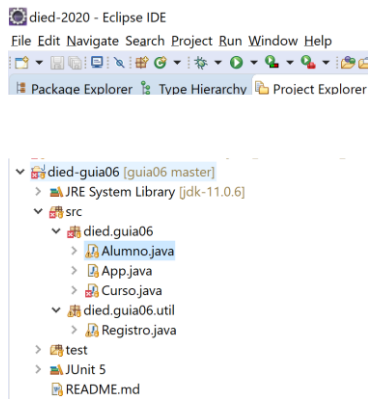 died-2020 - Eclipse IDE
File Edit Navigate Search Project Run Window Help
Package Explorer Type Hierarchy Project Explorer
died-guia06 [guia06 master]
JRE System Library [jdk-11.0.6]
src
died.guia06
Alumno.java
App.java
Curso.java
died.guia06.util
Registro.java
test
JUnit 5
README.md